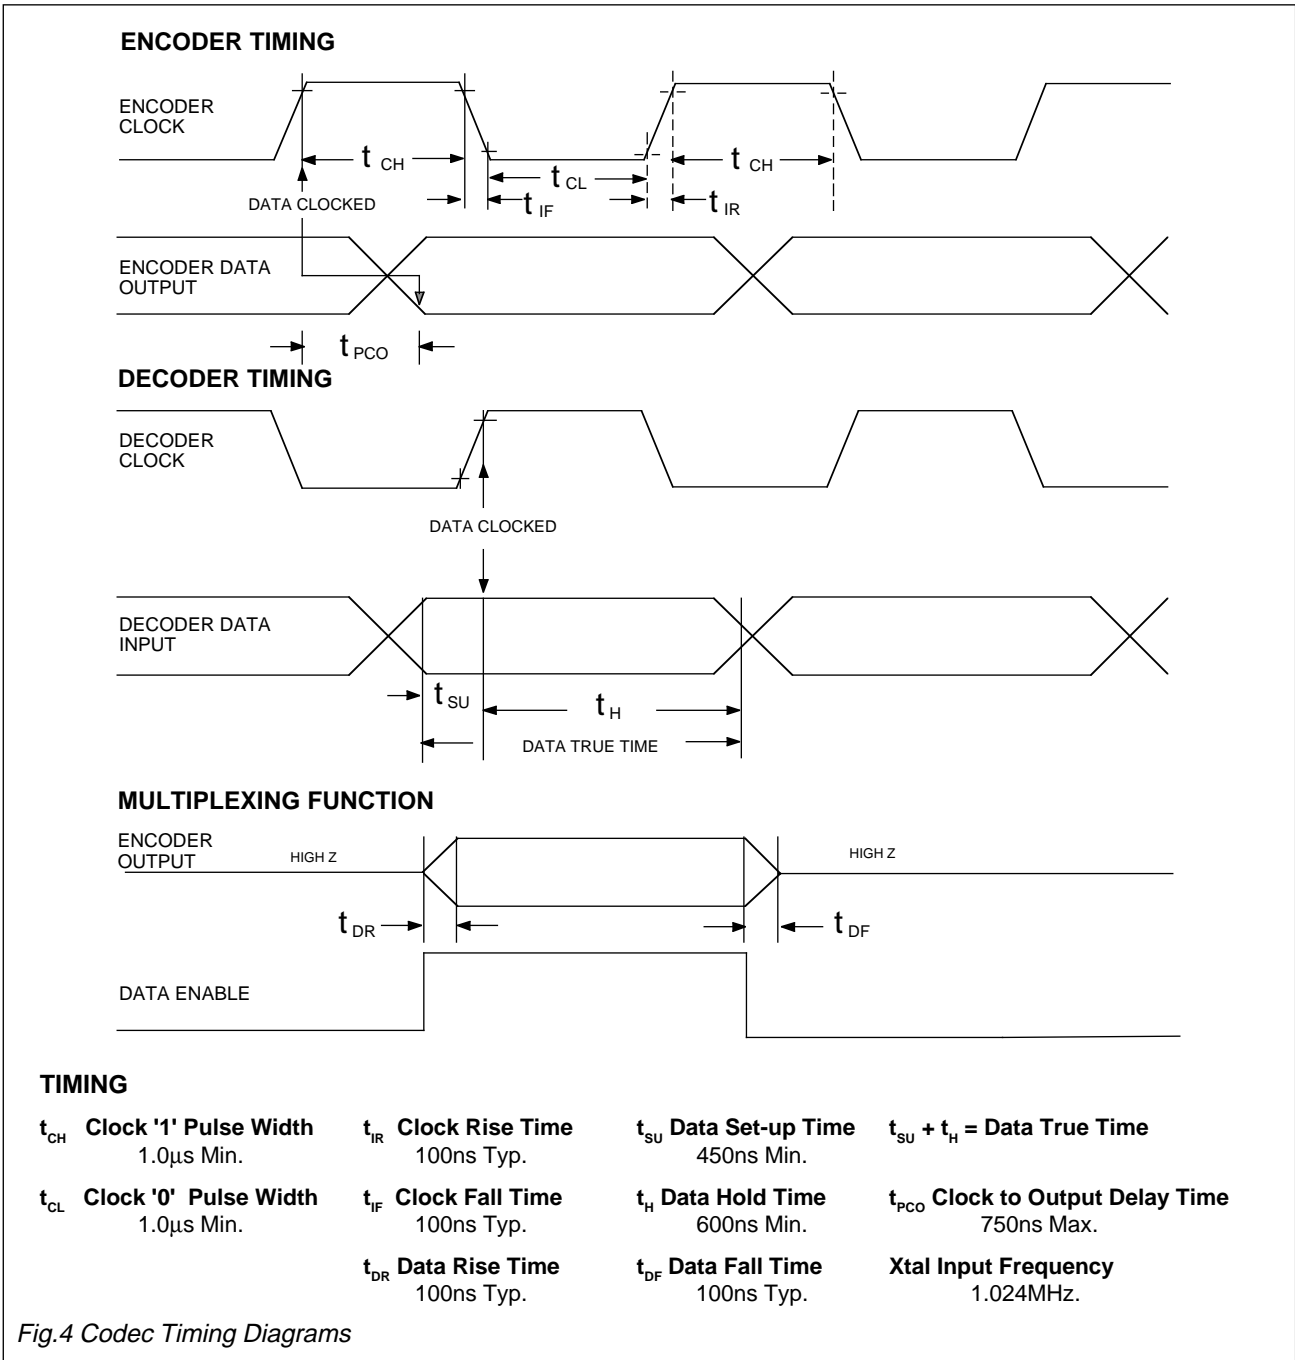 ENCODER TIMING
ENCODER
CLOCK
t CH
t CL
t CH
DATA CLOCKED
t IF
t IR
ENCODER DATA
OUTPUT
t PCO
DECODER TIMING
DECODER
CLOCK
DATA CLOCKED
DECODER DATA
INPUT
t SU
t H
DATA TRUE TIME
MULTIPLEXING FUNCTION
ENCODER
OUTPUT
HIGH Z
HIGH Z
t DR
t DF
DATA ENABLE
TIMING
tCH Clock '1' Pulse Width
1.0µs Min.
tIR Clock Rise Time
100ns Typ.
tSU Data Set-up Time
450ns Min.
tSU + tH = Data True Time
tCL Clock '0' Pulse Width
1.0µs Min.
tIF Clock Fall Time
100ns Typ.
tH Data Hold Time
600ns Min.
tPCO Clock to Output Delay Time
750ns Max.
tDR Data Rise Time
100ns Typ.
tDF Data Fall Time
100ns Typ.
Xtal Input Frequency
1.024MHz.
Fig.4 Codec Timing Diagrams